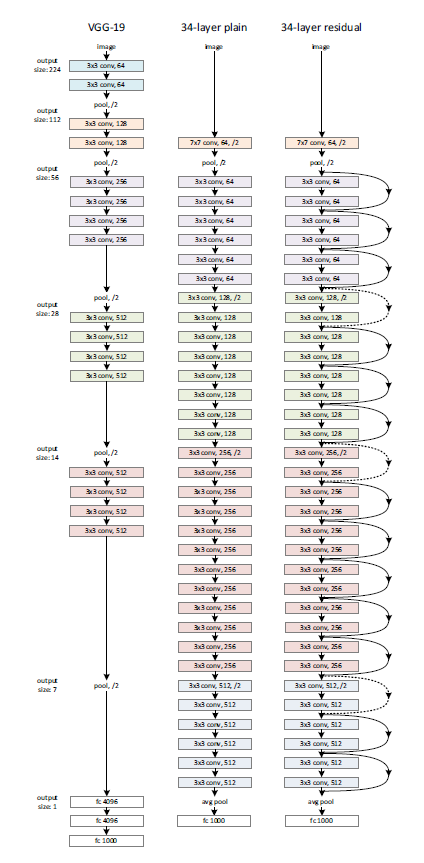 VGG-19
image
output
size: 224
3x3 conv, 64
3x3 conv, 64
pool, /2
output
size: 112
3x3 conv, 128
3x3 conv, 128
pool, /2
output
size: 56
3x3 conv, 256
3x3 conv, 256
3x3 conv, 256
3x3 conv, 256
pool, /2
output
size: 28
3x3 conv, 512
3x3 conv, 512
3x3 conv, 512
3x3 conv, 512
pool, /2
output
size: 14
3x3 conv, 512
3x3 conv, 512
3x3 conv, 512
3x3 conv, 512
output
size: 7
pool, /2
output
size: 1
fc 4096
fc 4096
fc 1000
34-layer plain
image
7x7 conv, 64, /2
pool, /2
3x3 conv, 64
3x3 conv, 64
3x3 conv, 64
3x3 conv, 64
3x3 conv, 64
3x3 conv, 64
3x3 conv, 128, /2
3x3 conv, 128
3x3 conv, 128
3x3 conv, 128
3x3 conv, 128
3x3 conv, 128
3x3 conv, 128
3x3 conv, 128
3x3 conv, 256, /2
3x3 conv, 256
3x3 conv, 256
3x3 conv, 256
3x3 conv, 256
3x3 conv, 256
3x3 conv, 256
3x3 conv, 256
3x3 conv, 256
3x3 conv, 256
3x3 conv, 256
3x3 conv, 256
3x3 conv, 512, /2
3x3 conv, 512
3x3 conv, 512
3x3 conv, 512
3x3 conv, 512
3x3 conv, 512
avg pool
fc 1000
34-layer residual
image
7x7 conv, 64, /2
pool, /2
3x3 conv, 64
3x3 conv, 64
3x3 conv, 64
3x3 conv, 64
3x3 conv, 64
3x3 conv, 64
3x3 conv, 128, /2
3x3 conv, 128
3x3 conv, 128
3x3 conv, 128
3x3 conv, 128
3x3 conv, 128
3x3 conv, 128
3x3 conv, 128
3x3 conv, 256, /2
3x3 conv, 256
3x3 conv, 256
3x3 conv, 256
3x3 conv, 256
3x3 conv, 256
3x3 conv, 256
3x3 conv, 256
3x3 conv, 256
3x3 conv, 256
3x3 conv, 256
3x3 conv, 256
3x3 conv, 512, /2
3x3 conv, 512
3x3 conv, 512
3x3 conv, 512
3x3 conv, 512
3x3 conv, 512
avg pool
fc 1000